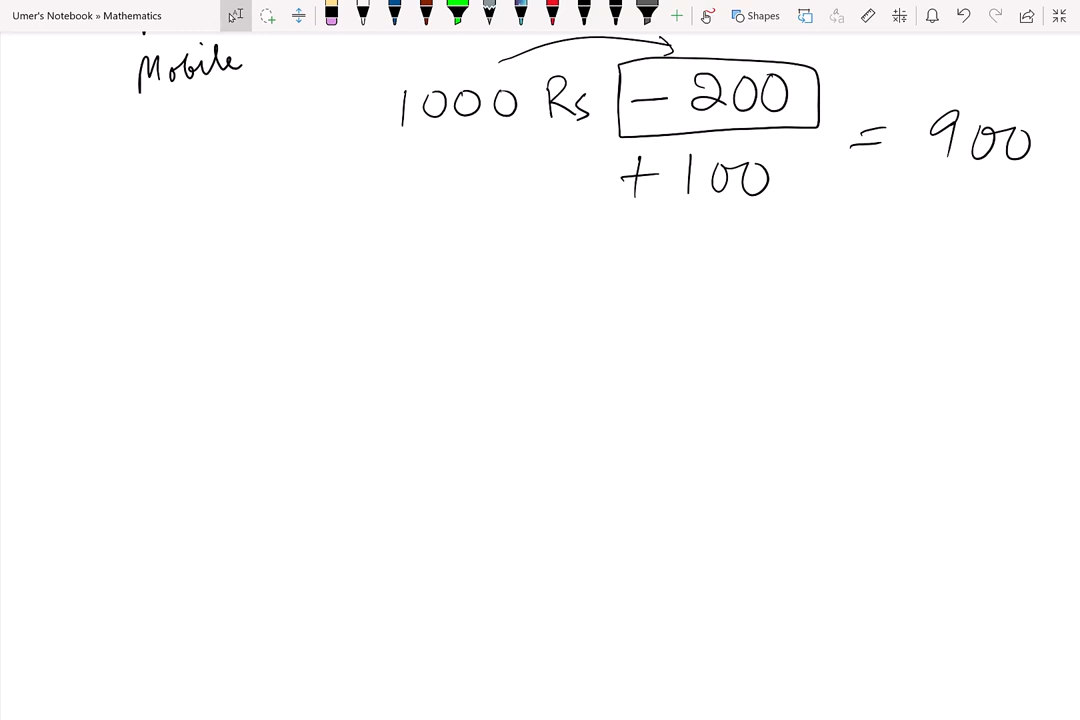 Umer's Notebook » Mathematics
Shapes
Mobile
1000 Rs - 200
+ 100 = 900